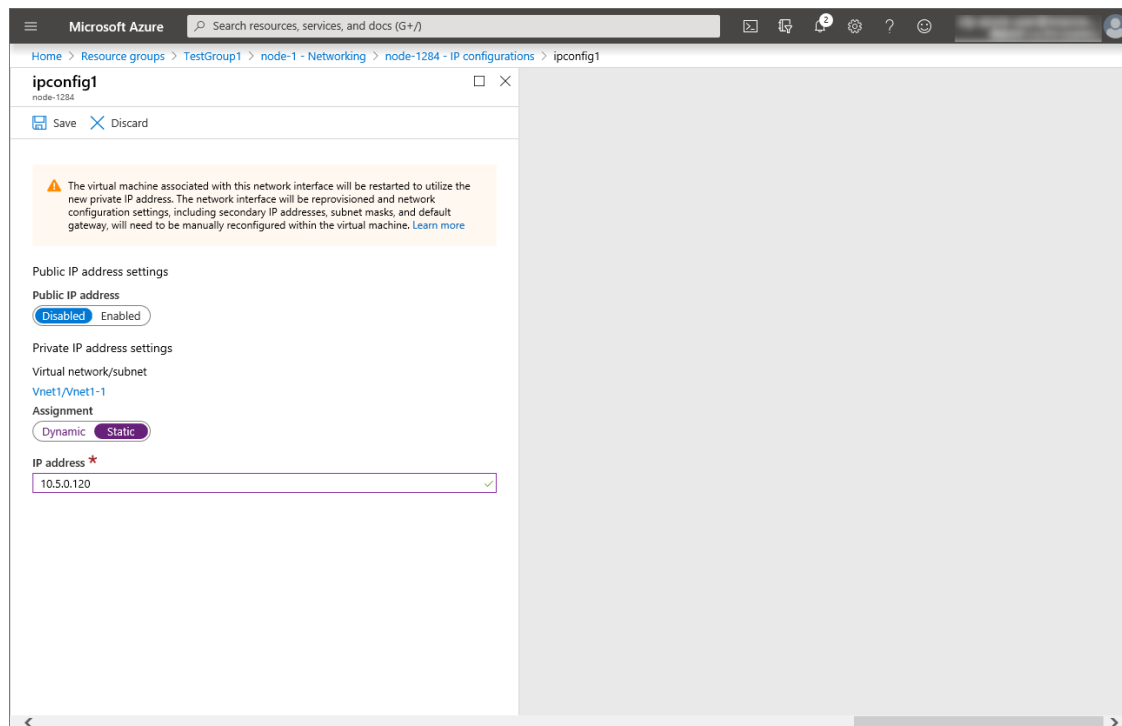 Microsoft Azure
Search resources, services, and docs (G+/)
2
Home > Resource groups > TestGroup1 > node-1 - Networking > node-1284 - IP configurations > ipconfig1
ipconfig1
node-1284
Save Discard
The virtual machine associated with this network interface will be restarted to utilize the
new private IP address. The network interface will be reprovisioned and network
configuration settings, including secondary IP addresses, subnet masks, and default
gateway, will need to be manually reconfigured within the virtual machine. Learn more
Public IP address settings
Public IP address
Disabled Enabled
Private IP address settings
Virtual network/subnet
Vnet1/Vnet1-1
Assignment
Dynamic Static
IP address *
10.5.0.120